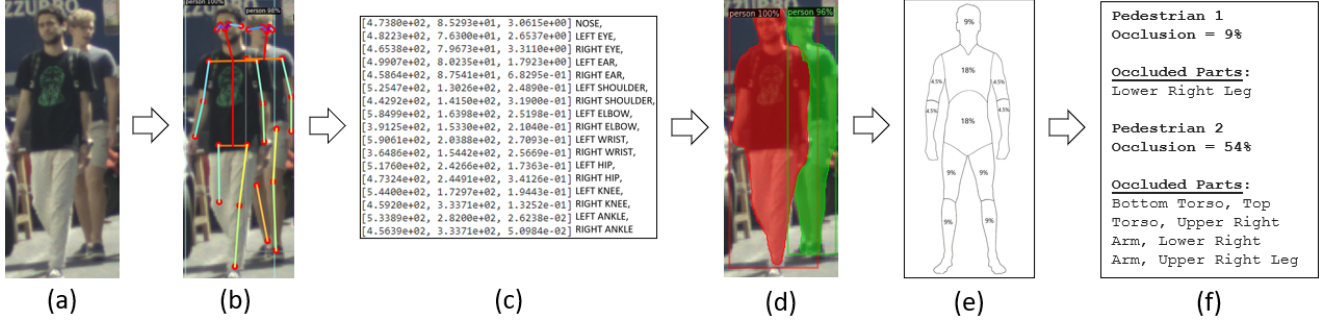 ZZURRO
person 100%
person 98%
[4.7380e+02, 8.5293e+01, 3.0615e+00] NOSE,
[4.8223e+02, 7.6300e+01, 2.6537e+00] LEFT EYE,
[4.6538e+02, 7.9673e+01, 3.3110e+00] RIGHT EYE,
[4.9907e+02, 8.0235e+01, 1.7923e+00] LEFT EAR,
[4.5864e+02, 8.7541e+01, 6.8295e-01] RIGHT EAR,
[5.2547e+02, 1.3026e+02, 2.4890e-01] LEFT SHOULDER,
[4.4292e+02, 1.4150e+02, 3.1900e-01] RIGHT SHOULDER,
[5.8499e+02, 1.6398e+02, 2.5198e-01] LEFT ELBOW,
[3.9125e+02, 1.5330e+02, 2.1040e-01] RIGHT ELBOW,
[5.9061e+02, 2.0388e+02, 2.7093e-01] LEFT WRIST,
[3.6486e+02, 1.5442e+02, 2.5669e-01] RIGHT WRIST,
[5.1760e+02, 2.4266e+02, 1.7363e-01] LEFT HIP,
[4.7324e+02, 2.4491e+02, 3.4126e-01] RIGHT HIP,
[5.4400e+02, 1.7297e+02, 1.9443e-01] LEFT KNEE,
[4.5920e+02, 3.3371e+02, 1.3252e-01] RIGHT KNEE,
[5.3389e+02, 2.8200e+02, 2.6238e-02] LEFT ANKLE,
[4.5639e+02, 3.3371e+02, 5.0984e-02] RIGHT ANKLE
person 100%
person 96%
9%
18%
4.5%
4.5%
4.5%
4.5%
18%
9%
9%
9%
9%
Pedestrian 1
Occlusion = 9%
Occluded Parts:
Lower Right Leg
Pedestrian 2
Occlusion = 54%
Occluded Parts:
Bottom Torso, Top
Torso, Upper Right
Arm, Lower Right
Arm, Upper Right Leg
(a)
(b)
(c)
(d)
(e)
(f)